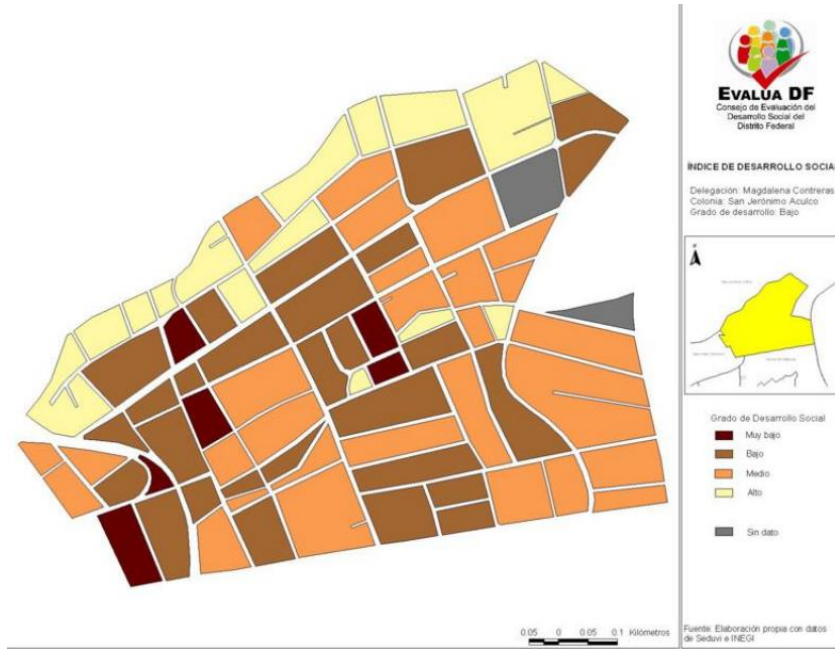 EVALUA DF
Consejo de Evaluación del
Desarrollo Social del
Distrito Federal
ÍNDICE DE DESARROLLO SOCIAL
Delegación: Magdalena Contreras
Colonia: San Jerónimo Aculco
Grado de desarrollo: Bajo
A
Grado de Desarrollo Social
Muy bajo
Bajo
Medio
Alto
Sin dato
0.05 0 0.05 0.1 Kilómetros
Fuente: Elaboración propia con datos
de Seduvi e INEGI